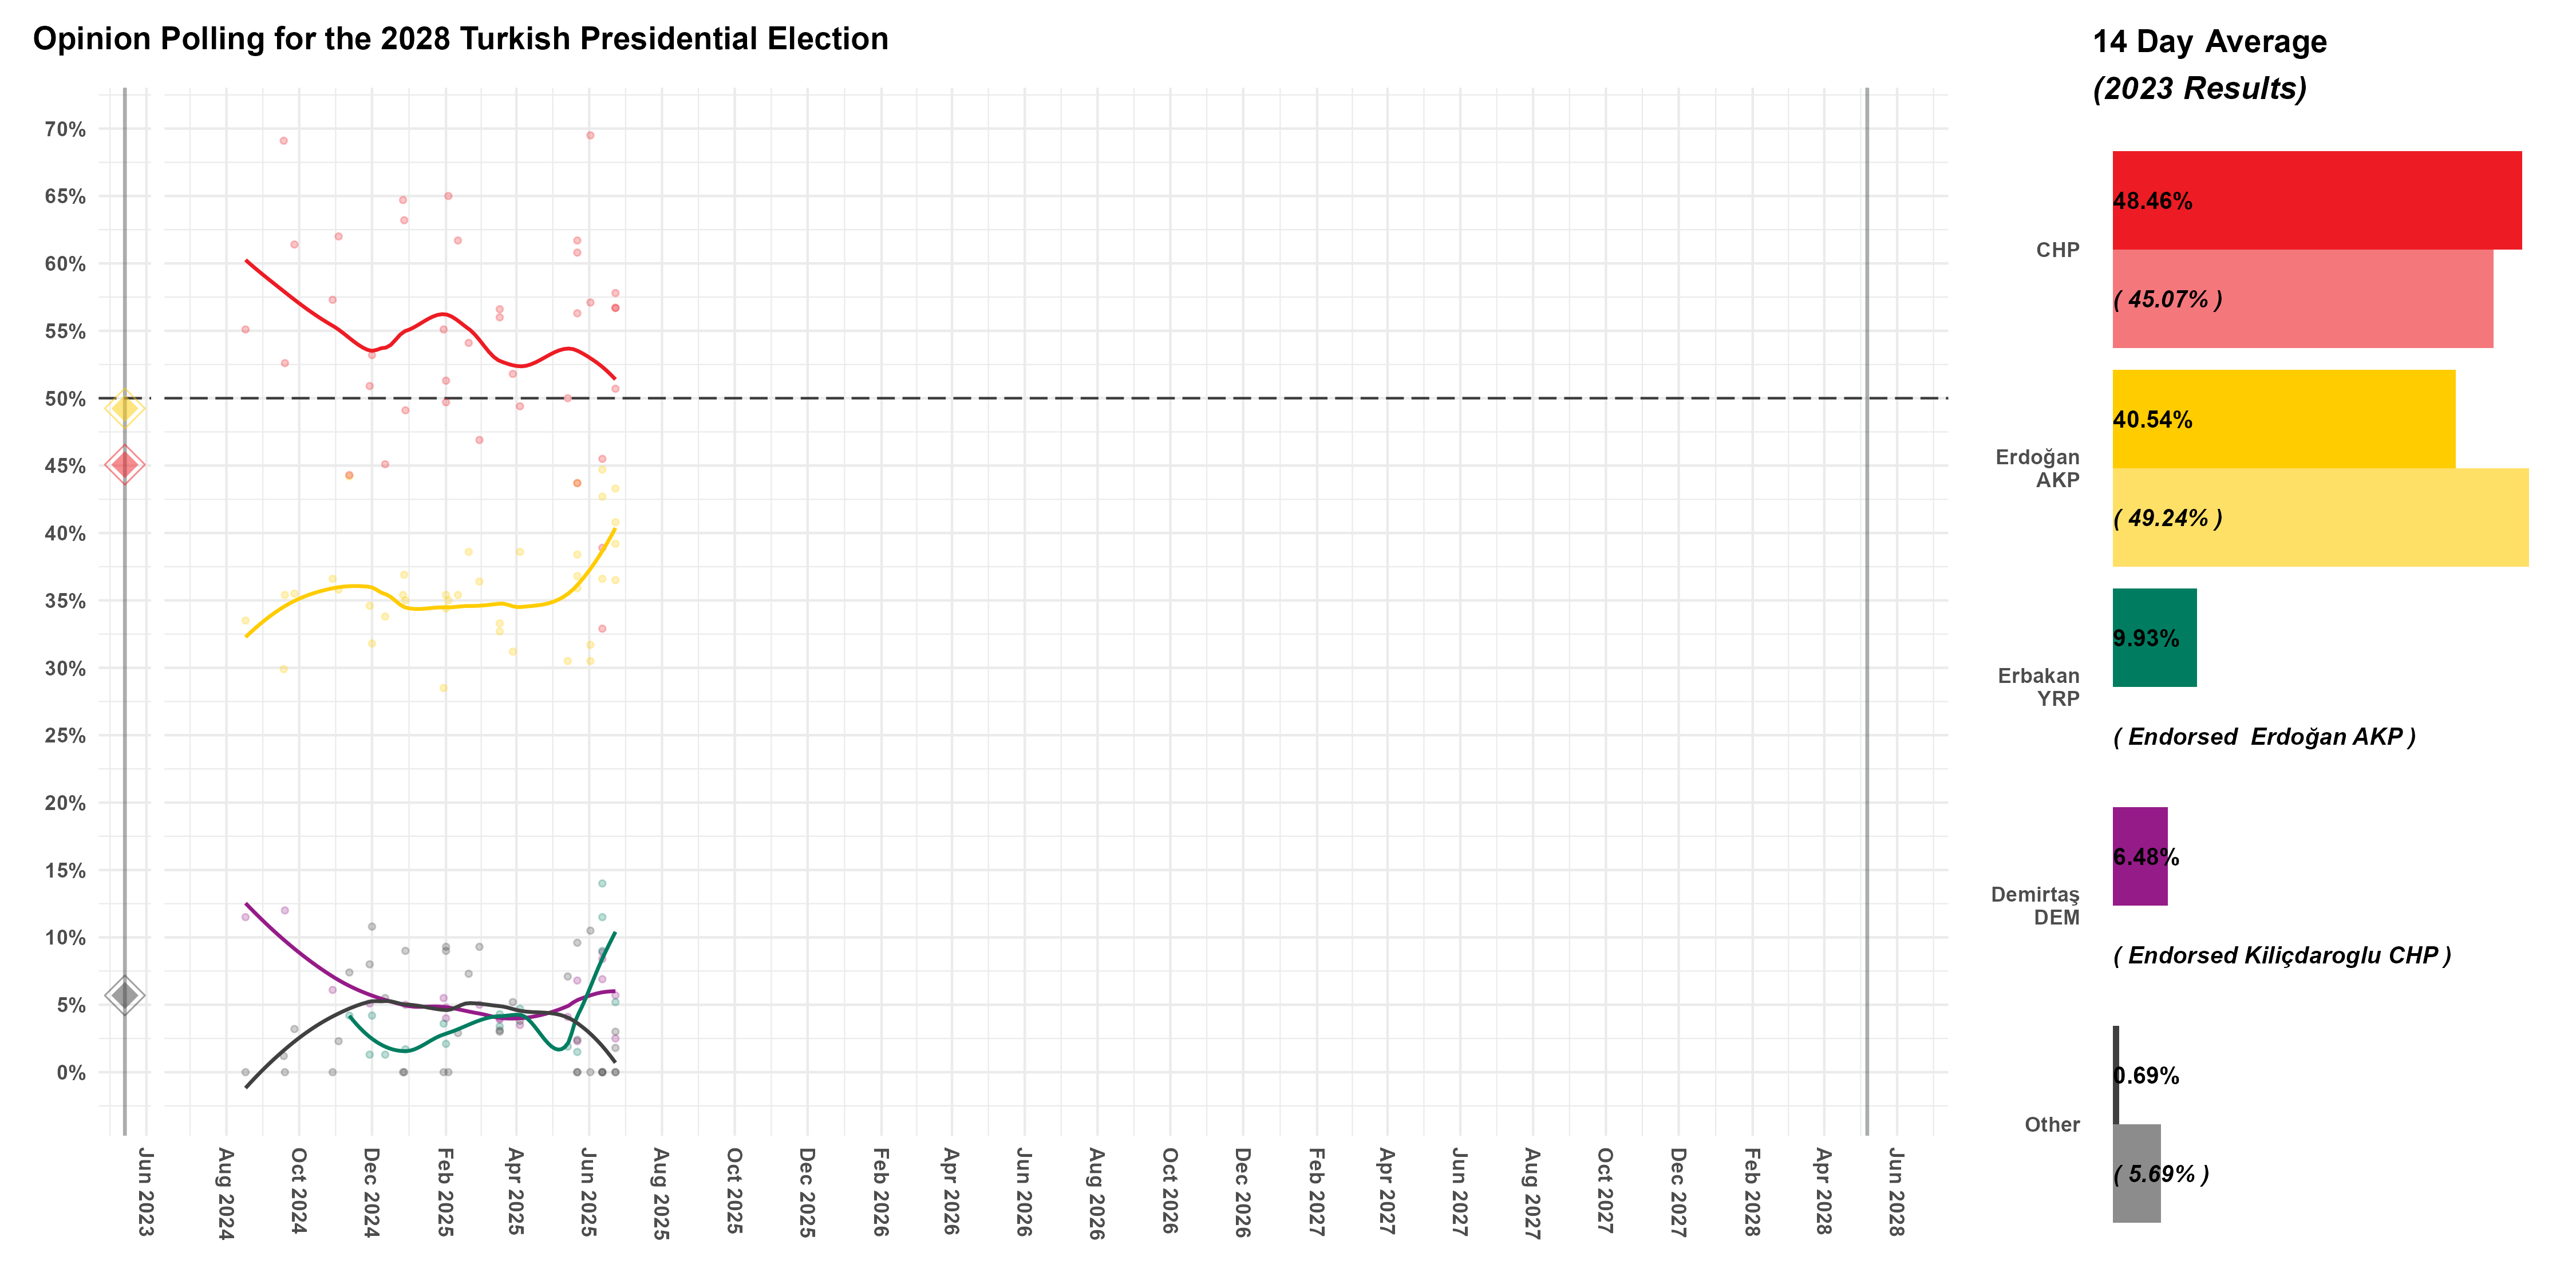 Opinion Polling for the 2028 Turkish Presidential Election
14 Day Average
(2023 Results)
70%
65%
60%
55%
50%
45%
40%
35%
30%
25%
20%
15%
10%
5%
0%
Jun 2023
Aug 2024
Oct 2024
Dec 2024
Feb 2025
Apr 2025
Jun 2025
Aug 2025
Oct 2025
Dec 2025
Feb 2026
Apr 2026
Jun 2026
Aug 2026
Oct 2026
Dec 2026
Feb 2027
Apr 2027
Jun 2027
Aug 2027
Oct 2027
Dec 2027
Feb 2028
Apr 2028
Jun 2028
CHP
48.46%
( 45.07% )
Erdoğan
AKP
40.54%
( 49.24% )
Erbakan
YRP
9.93%
( Endorsed Erdoğan AKP )
Demirtaş
DEM
6.48%
( Endorsed Kiliçdaroglu CHP )
Other
0.69%
( 5.69% )